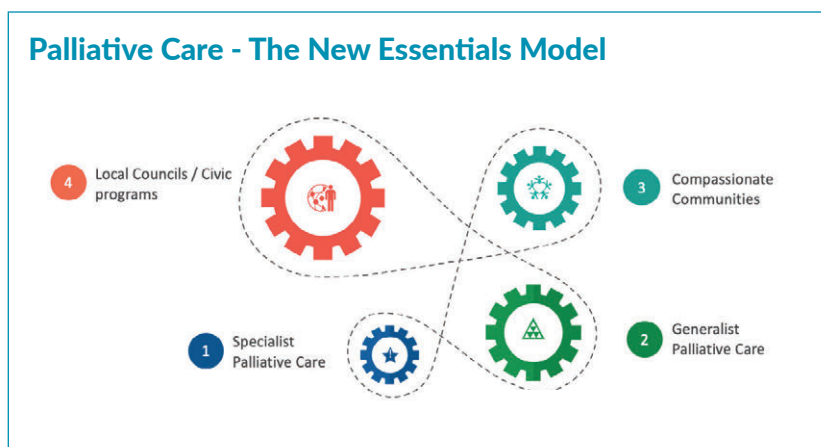 Palliative Care - The New Essentials Model
4
Local Councils / Civic
programs
3
Compassionate
Communities
1
Specialist
Palliative Care
2
Generalist
Palliative Care